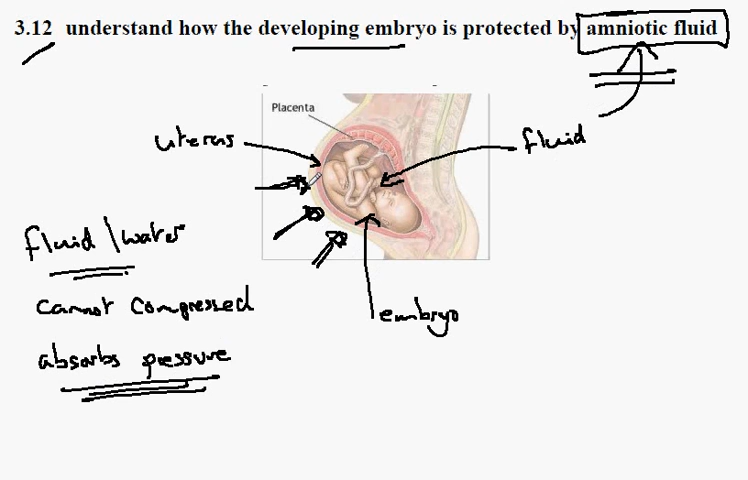 3.12 understand how the developing embryo is protected by amniotic fluid
Placenta
uterus
fluid
fluid / water
cannot compressed
embryo
absorbs pressure